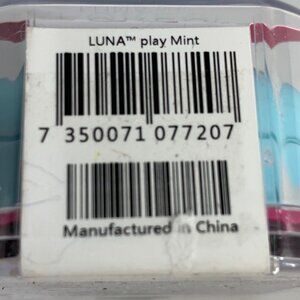 LUNA™ play Mint
7 350071 077207
Manufactured in China